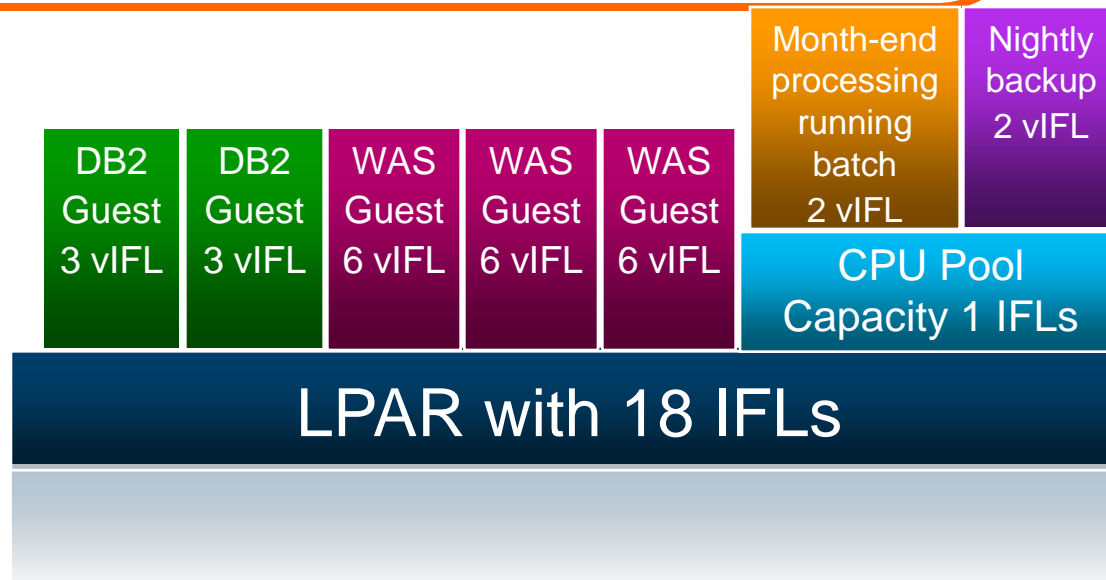 DB2
Guest
3 vIFL
DB2
Guest
3 vIFL
WAS
Guest
6 vIFL
WAS
Guest
6 vIFL
WAS
Guest
6 vIFL
Month-end
processing
running
batch
2 vIFL
Nightly
backup
2 vIFL
CPU Pool
Capacity 1 IFLs
LPAR with 18 IFLs